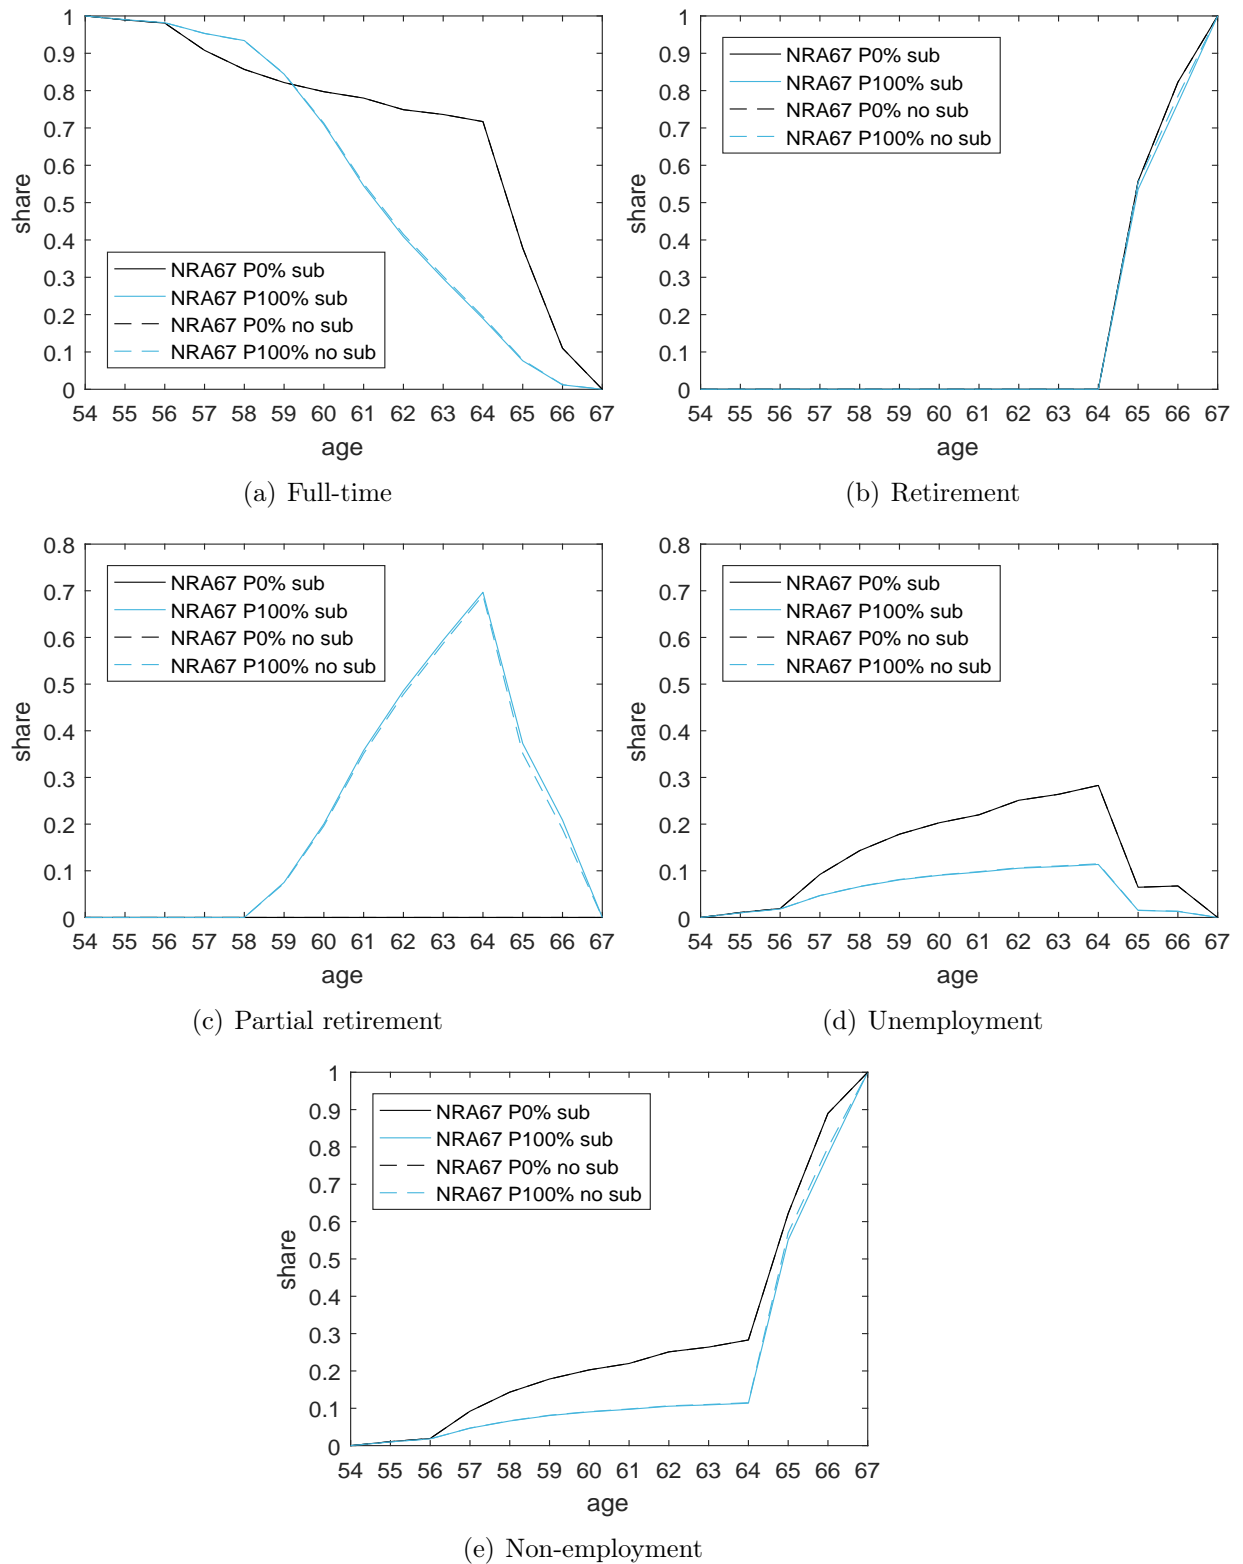 1
0.9
0.8
0.7
0.6
0.5
0.4
0.3
0.2
0.1
0
share
NRA67 P0% sub
NRA67 P100% sub
NRA67 P0% no sub
NRA67 P100% no sub
54 55 56 57 58 59 60 61 62 63 64 65 66 67
age
(a) Full-time
1
0.9
0.8
0.7
0.6
0.5
0.4
0.3
0.2
0.1
0
share
NRA67 P0% sub
NRA67 P100% sub
NRA67 P0% no sub
NRA67 P100% no sub
54 55 56 57 58 59 60 61 62 63 64 65 66 67
age
(b) Retirement
0.8
0.7
0.6
0.5
0.4
0.3
0.2
0.1
0
share
NRA67 P0% sub
NRA67 P100% sub
NRA67 P0% no sub
NRA67 P100% no sub
54 55 56 57 58 59 60 61 62 63 64 65 66 67
age
(c) Partial retirement
0.8
0.7
0.6
0.5
0.4
0.3
0.2
0.1
0
share
NRA67 P0% sub
NRA67 P100% sub
NRA67 P0% no sub
NRA67 P100% no sub
54 55 56 57 58 59 60 61 62 63 64 65 66 67
age
(d) Unemployment
1
0.9
0.8
0.7
0.6
0.5
0.4
0.3
0.2
0.1
0
share
NRA67 P0% sub
NRA67 P100% sub
NRA67 P0% no sub
NRA67 P100% no sub
54 55 56 57 58 59 60 61 62 63 64 65 66 67
age
(e) Non-employment